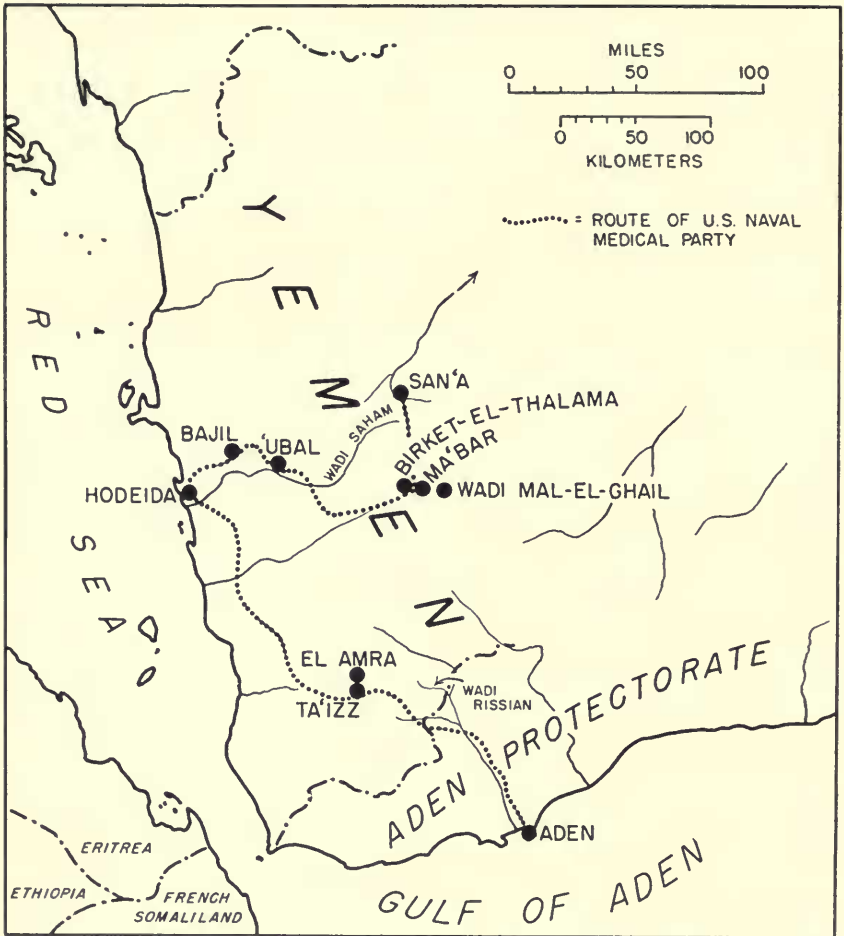 MILES
0 50 100
0 50 100
KILOMETERS
= ROUTE OF U.S. NAVAL
MEDICAL PARTY
YEMEN
RED SEA
SAN'A
BIRKET-EL-THALAMA
MA'BAR
WADI MAL-EL-GHAIL
WADI SAHAM
BAJIL
'UBAL
HODEIDA
EL AMRA
TA'IZZ
WADI
RISSIAN
ADEN PROTECTORATE
ADEN
GULF OF ADEN
ERITREA
ETHIOPIA
FRENCH
SOMALILAND